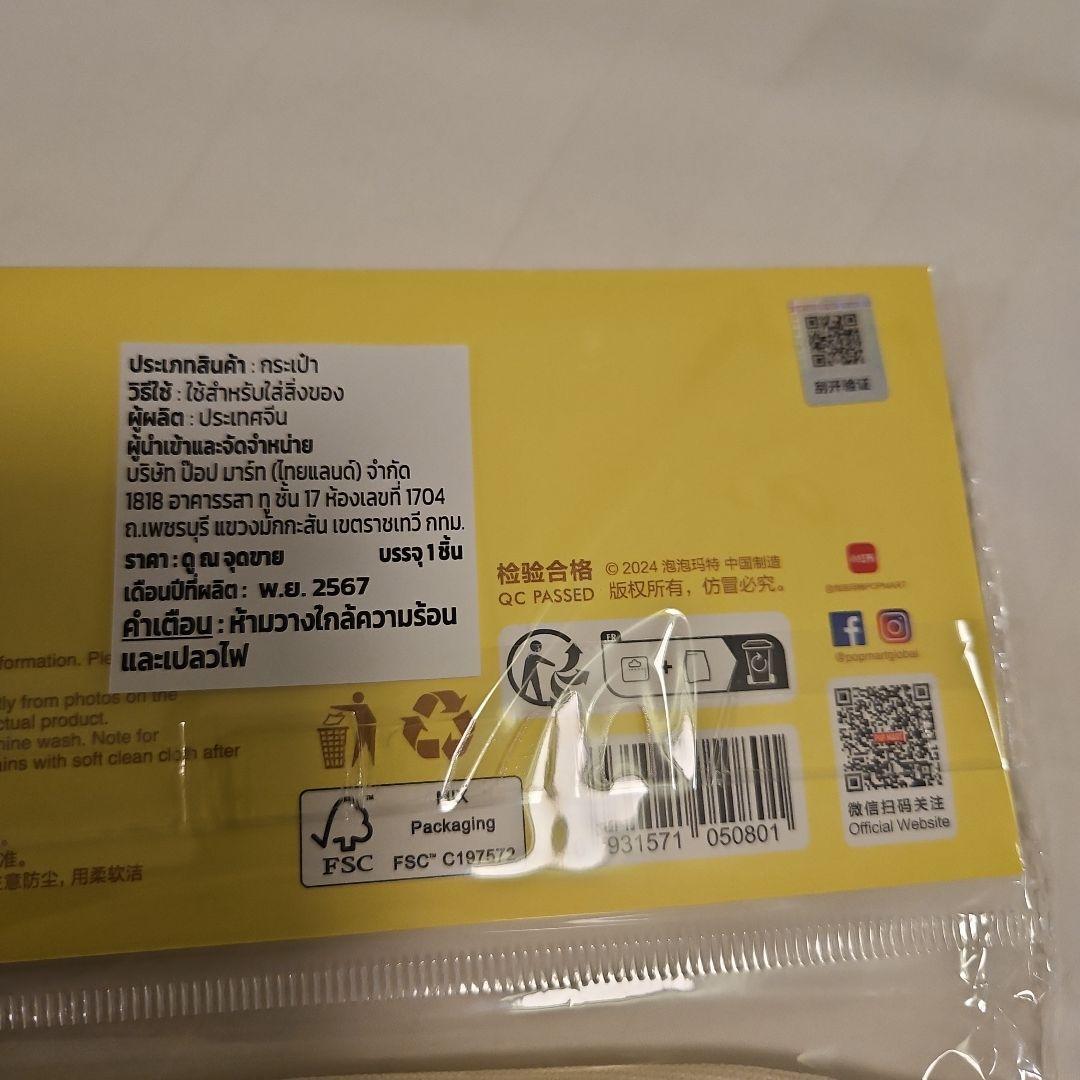 ประเภทสินค้า : กระเป๋า
วิธีใช้ : ใช้สำหรับใส่สิ่งของ
ผู้ผลิต : ประเทศจีน
ผู้นำเข้าและจัดจำหน่าย
บริษัท ป๊อป มาร์ท (ไทยแลนด์) จำกัด
1818 อาคารรสา ทู ชั้น 17 ห้องเลขที่ 1704
ถ.เพชรบุรี แขวงมักกะสัน เขตราชเทวี กทม.
ราคา : ดู ณ จุดขาย บรรจุ 1 ชิ้น
เดือนปีที่ผลิต : พ.ย. 2567
คำเตือน : ห้ามวางใกล้ความร้อน
และเปลวไฟ
formation.
tly from photos on the
ctual product.
hine wash. Note for
ins with soft clean cloth after
准。
意防尘, 用柔软洁
刮开验证
检验合格
QC PASSED
© 2024 泡泡玛特 中国制造
版权所有，仿冒必究。
小红书
@popmartglobal
FR
MIX
Packaging
FSC
FSC™ C197572
931571 050801
POP MART
微信扫码关注
Official Website